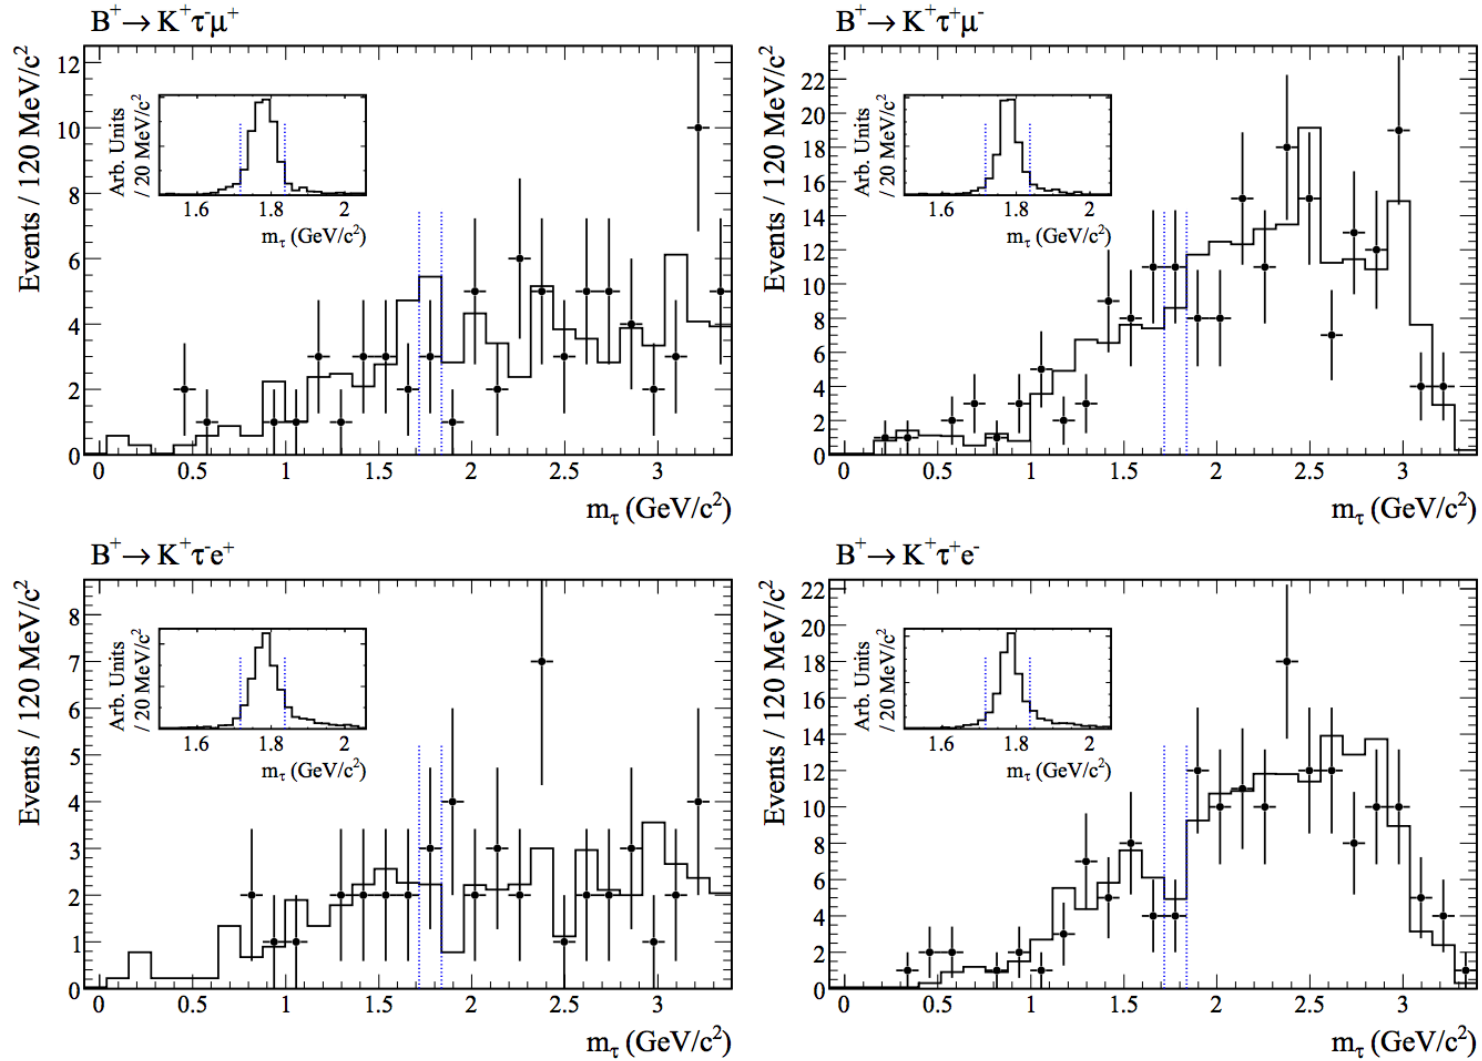 B⁺→ K⁺τ⁻μ⁺
Events / 120 MeV/c²
12
10
8
6
4
2
0
Arb. Units
/ 20 MeV/c²
1.6 1.8 2
mτ (GeV/c²)
0 0.5 1 1.5 2 2.5 3
mτ (GeV/c²)
B⁺→ K⁺τ⁺μ⁻
Events / 120 MeV/c²
22
20
18
16
14
12
10
8
6
4
2
0
Arb. Units
/ 20 MeV/c²
1.6 1.8 2
mτ (GeV/c²)
0 0.5 1 1.5 2 2.5 3
mτ (GeV/c²)
B⁺→ K⁺τ⁻e⁺
Events / 120 MeV/c²
8
7
6
5
4
3
2
1
0
Arb. Units
/ 20 MeV/c²
1.6 1.8 2
mτ (GeV/c²)
0 0.5 1 1.5 2 2.5 3
mτ (GeV/c²)
B⁺→ K⁺τ⁺e⁻
Events / 120 MeV/c²
22
20
18
16
14
12
10
8
6
4
2
0
Arb. Units
/ 20 MeV/c²
1.6 1.8 2
mτ (GeV/c²)
0 0.5 1 1.5 2 2.5 3
mτ (GeV/c²)